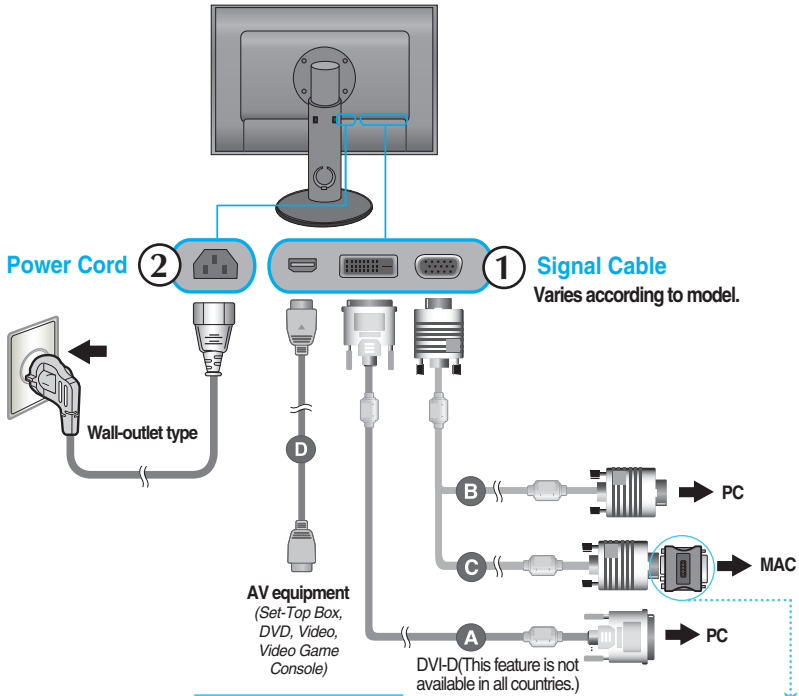 Power Cord 2
1 Signal Cable
Varies according to model.
Wall-outlet type
D
B
PC
C
MAC
AV equipment
(Set-Top Box,
DVD, Video,
Video Game
Console)
A
PC
DVI-D(This feature is not
available in all countries.)